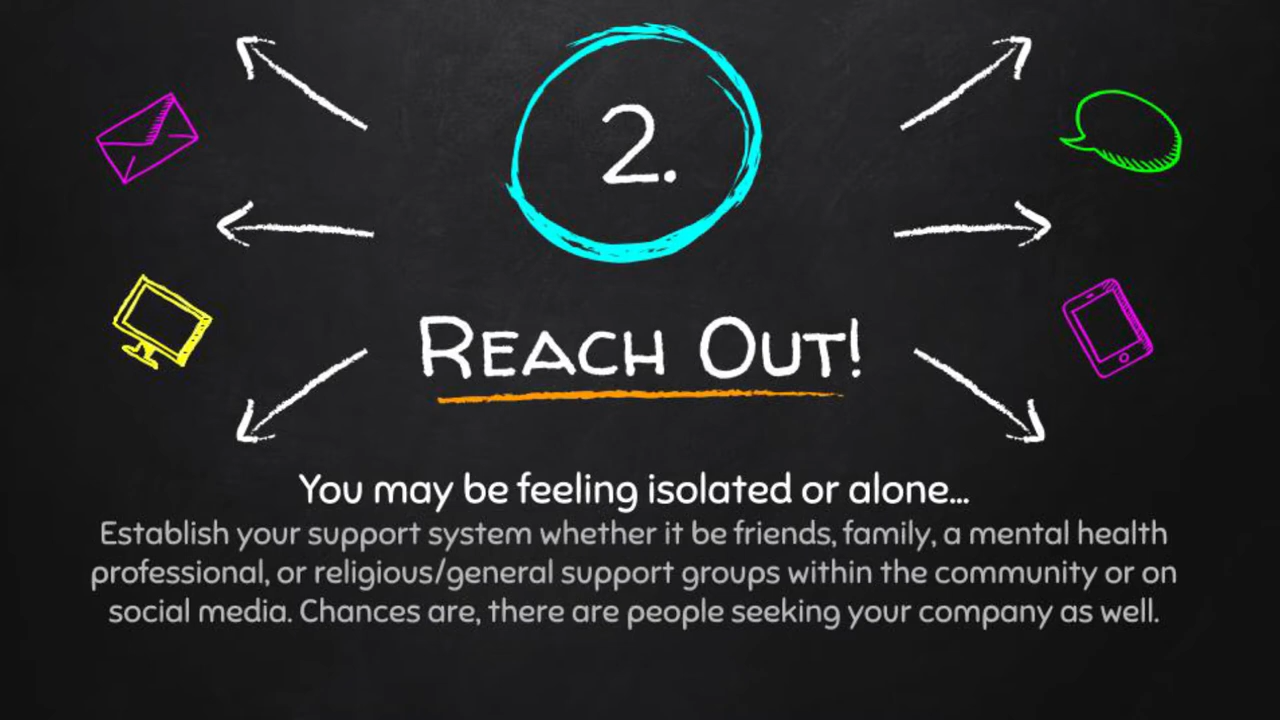 2.
Reach Out!
You may be feeling isolated or alone...
Establish your support system whether it be friends, family, a mental health
professional, or religious/general support groups within the community or on
social media. Chances are, there are people seeking your company as well.